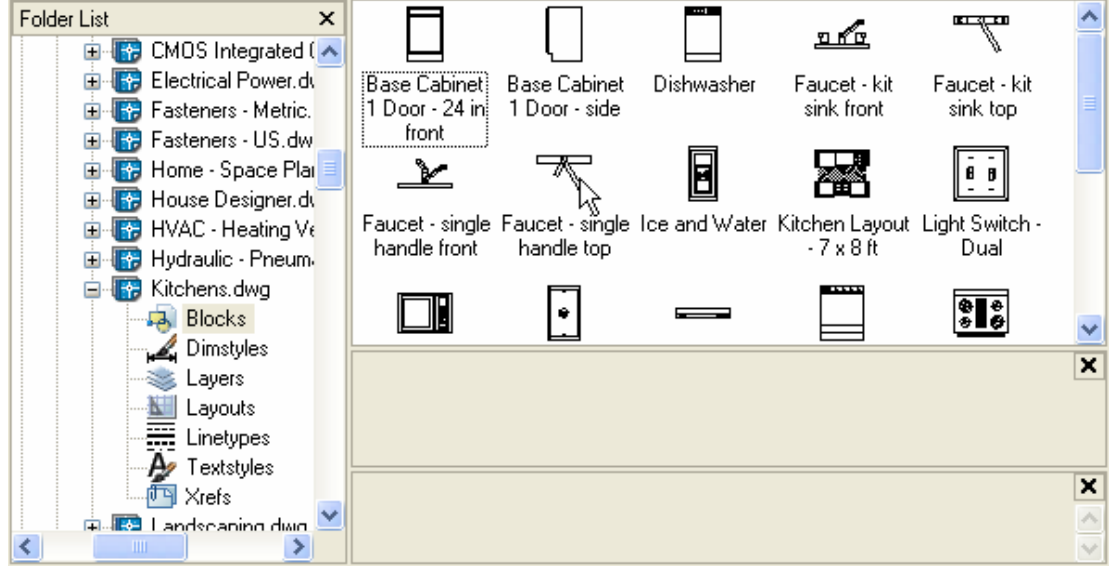 Folder List
CMOS Integrated
Electrical Power.d
Fasteners - Metric.
Fasteners - US.dw
Home - Space Pla
House Designer.d
HVAC - Heating Ve
Hydraulic - Pneum
Kitchens.dwg
Blocks
Dimstyles
Layers
Layouts
Linetypes
Textstyles
Xrefs
Landscaping.dwg
Base Cabinet
1 Door - 24 in
front
Base Cabinet
1 Door - side
Dishwasher
Faucet - kit
sink front
Faucet - kit
sink top
Faucet - single
handle front
Faucet - single
handle top
Ice and Water
Kitchen Layout
- 7 x 8 ft
Light Switch -
Dual